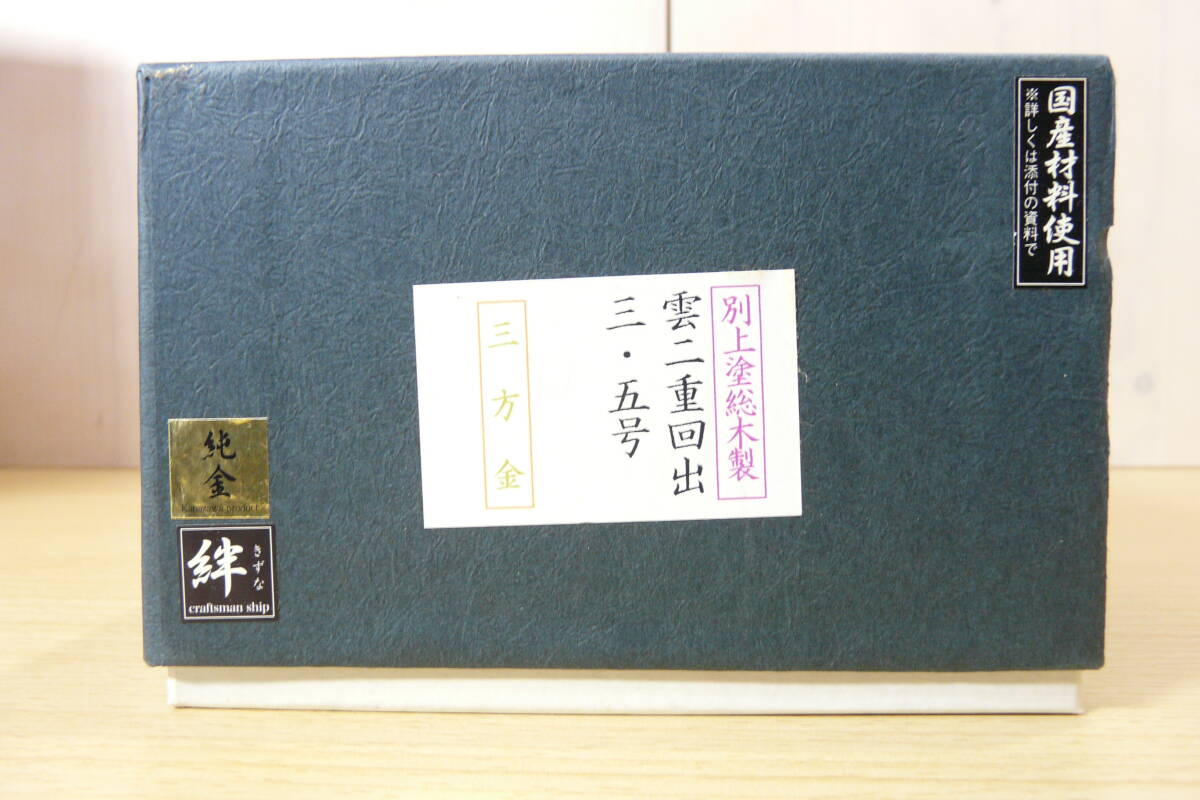 国産材料使用
※詳しくは添付の資料で
別上塗総木製
雲二重回出
三・五号
三方金
純金
Kanazawa product
絆
きずな
craftsman ship